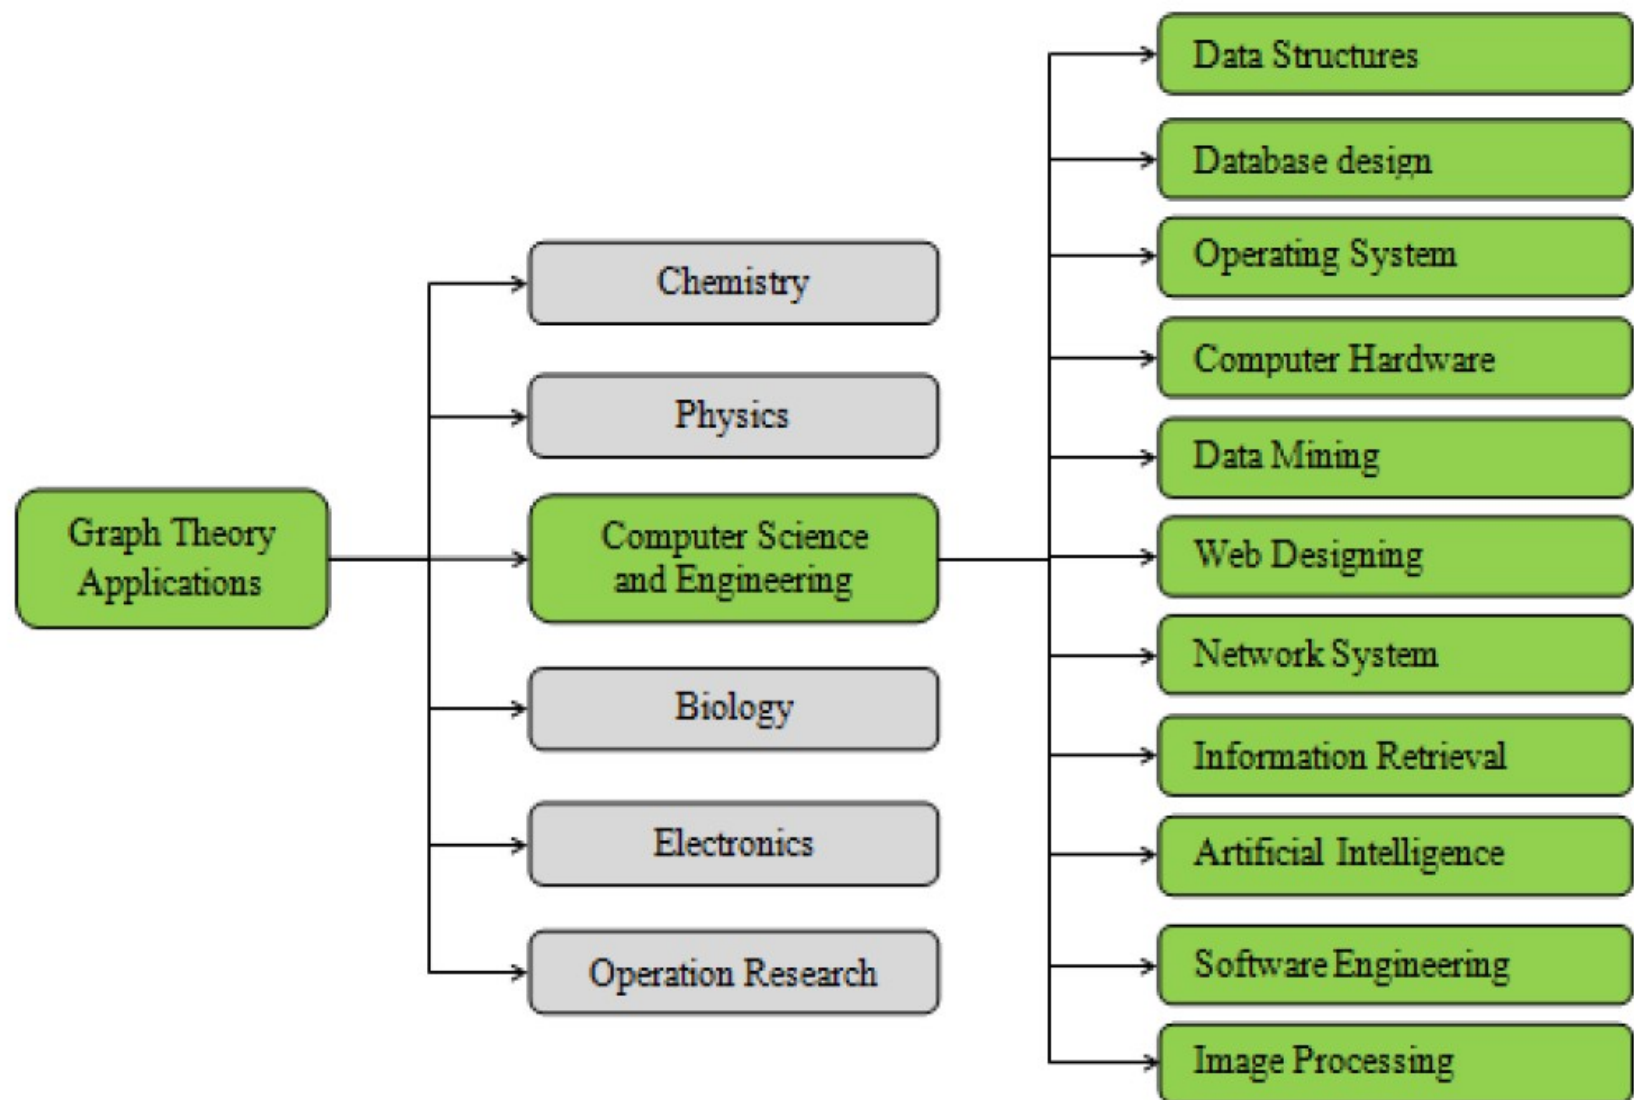 Graph Theory
Applications
Chemistry
Physics
Computer Science
and Engineering
Biology
Electronics
Operation Research
Data Structures
Database design
Operating System
Computer Hardware
Data Mining
Web Designing
Network System
Information Retrieval
Artificial Intelligence
Software Engineering
Image Processing